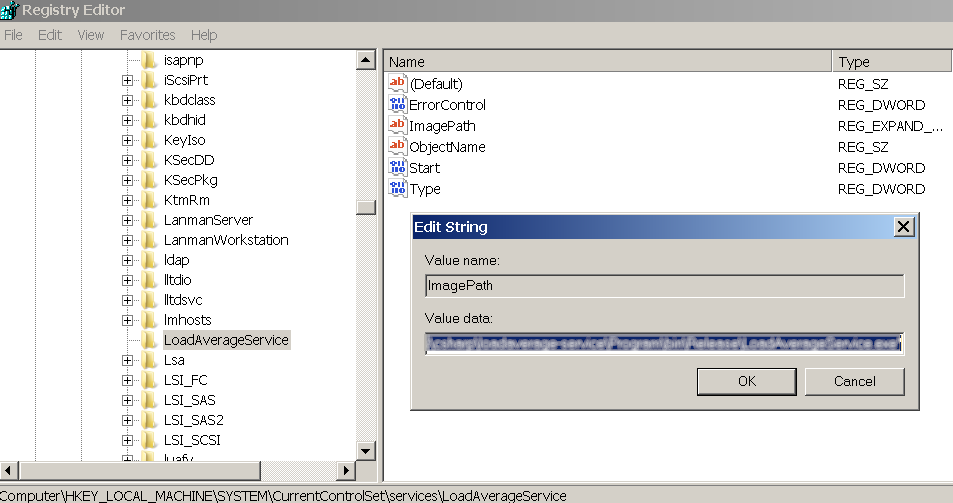 Registry Editor
File Edit View Favorites Help
isapnp
iScsiPrt
kbdclass
kbdhid
KeyIso
KSecDD
KSecPkg
KtmRm
LanmanServer
LanmanWorkstation
ldap
lltdio
lltdsvc
lmhosts
LoadAverageService
Lsa
LSI_FC
LSI_SAS
LSI_SAS2
LSI_SCSI
luafv
Name Type
(Default) REG_SZ
ErrorControl REG_DWORD
ImagePath REG_EXPAND_...
ObjectName REG_SZ
Start REG_DWORD
Type REG_DWORD
Edit String
Value name:
ImagePath
Value data:
\csharp\loadaverage-service\Program\bin\Release\LoadAverageService.exe
OK Cancel
Computer\HKEY_LOCAL_MACHINE\SYSTEM\CurrentControlSet\services\LoadAverageService